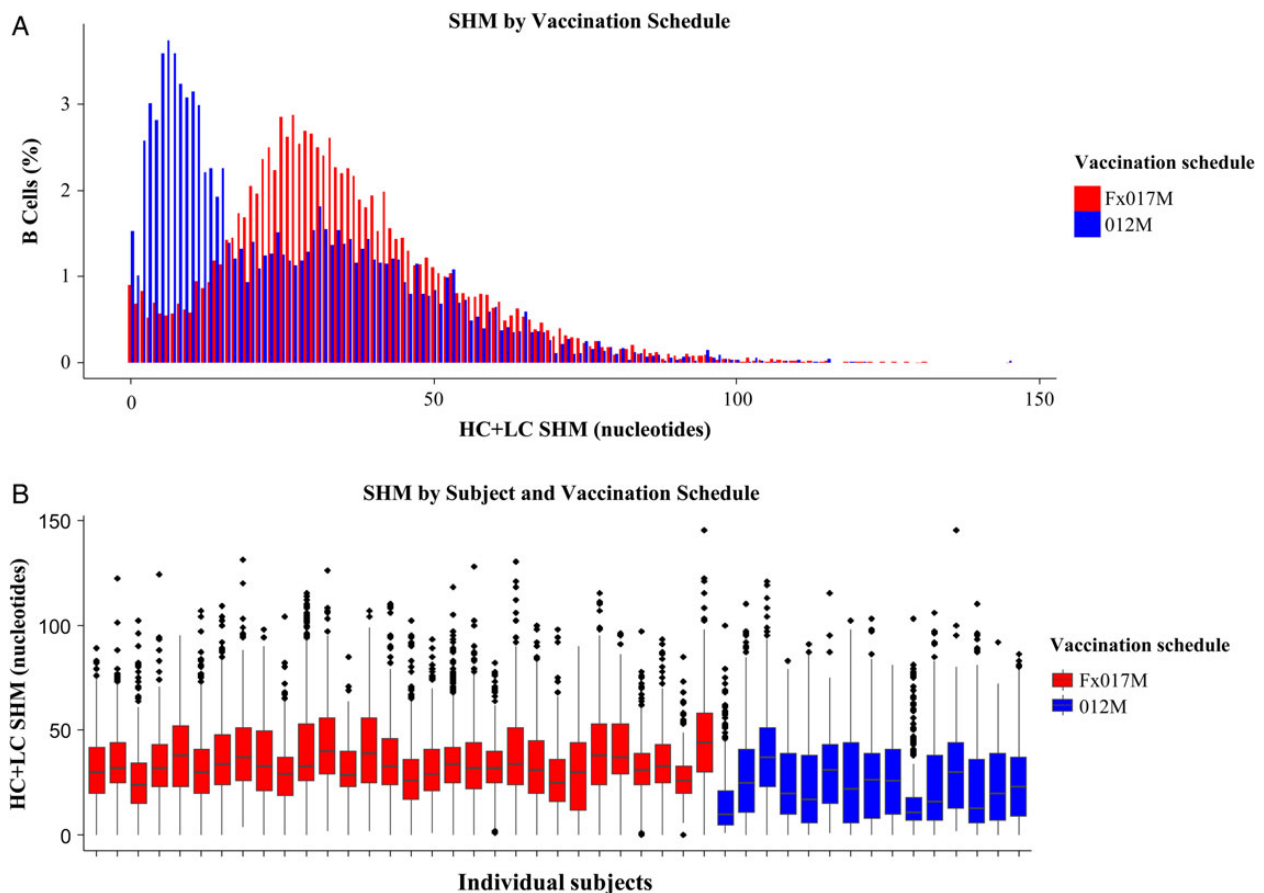 A
SHM by Vaccination Schedule
B Cells (%)
3
2
1
0
0
50
100
150
HC+LC SHM (nucleotides)
Vaccination schedule
Fx017M
012M
B
SHM by Subject and Vaccination Schedule
HC+LC SHM (nucleotides)
150
100
50
0
Individual subjects
Vaccination schedule
Fx017M
012M